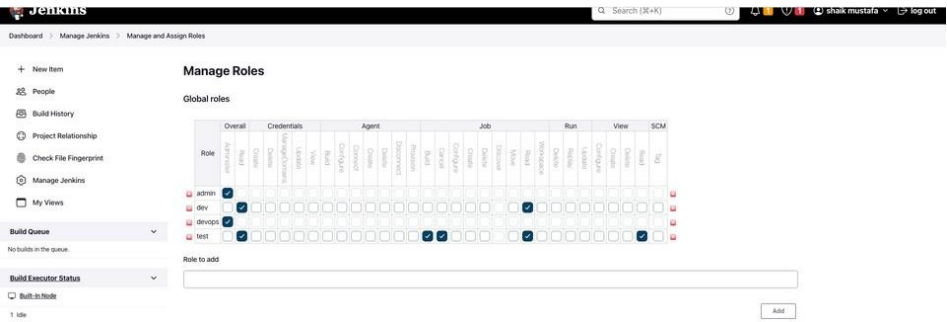 Jenkins
Search (⌘+K)
1
1
shaik mustafa
log out
Dashboard > Manage Jenkins > Manage and Assign Roles
New Item
People
Build History
Project Relationship
Check File Fingerprint
Manage Jenkins
My Views
Build Queue
No builds in the queue.
Build Executor Status
Built-In Node
1 Idle
Manage Roles
Global roles
Overall Credentials Agent Job Run View SCM
Role Administer Read Create Delete ManageDomains Update View Build Configure Connect Create Delete Disconnect Provision Build Cancel Configure Create Delete Discover Move Read Workspace Delete Replay Update Configure Create Delete Read Tag
admin
dev
devops
test
Role to add
Add